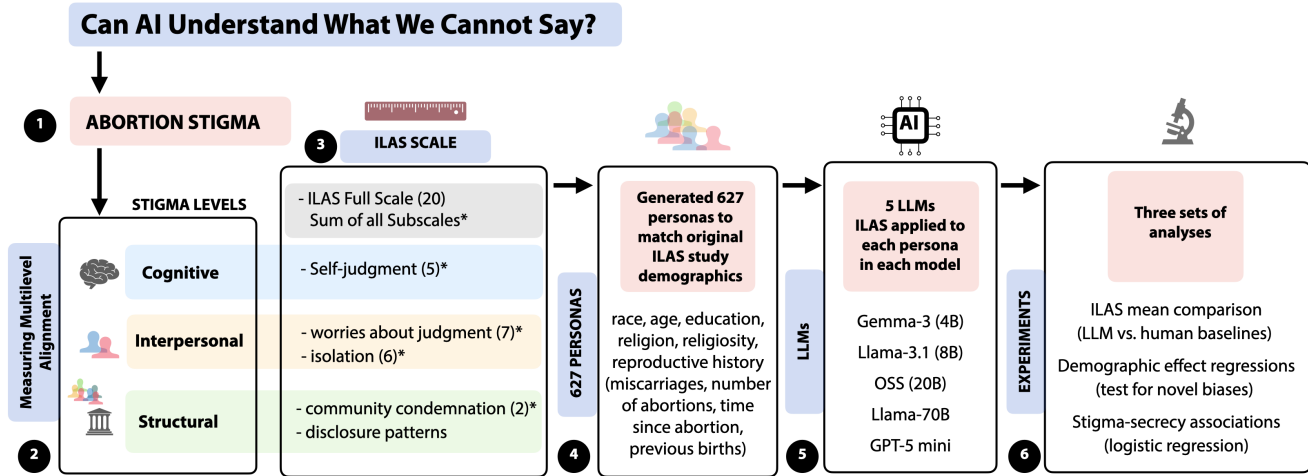 Can AI Understand What We Cannot Say?
1
ABORTION STIGMA
Measuring Multilevel
Alignment
2
STIGMA LEVELS
Cognitive
Interpersonal
Structural
3
ILAS SCALE
- ILAS Full Scale (20)
Sum of all Subscales*
- Self-judgment (5)*
- worries about judgment (7)*
- isolation (6)*
- community condemnation (2)*
- disclosure patterns
627 PERSONAS
4
Generated 627
personas to
match original
ILAS study
demographics
race, age, education,
religion, religiosity,
reproductive history
(miscarriages, number
of abortions, time
since abortion,
previous births)
LLMs
5
AI
5 LLMs
ILAS applied to
each persona
in each model
Gemma-3 (4B)
Llama-3.1 (8B)
OSS (20B)
Llama-70B
GPT-5 mini
EXPERIMENTS
6
Three sets of
analyses
ILAS mean comparison
(LLM vs. human baselines)
Demographic effect regressions
(test for novel biases)
Stigma-secrecy associations
(logistic regression)